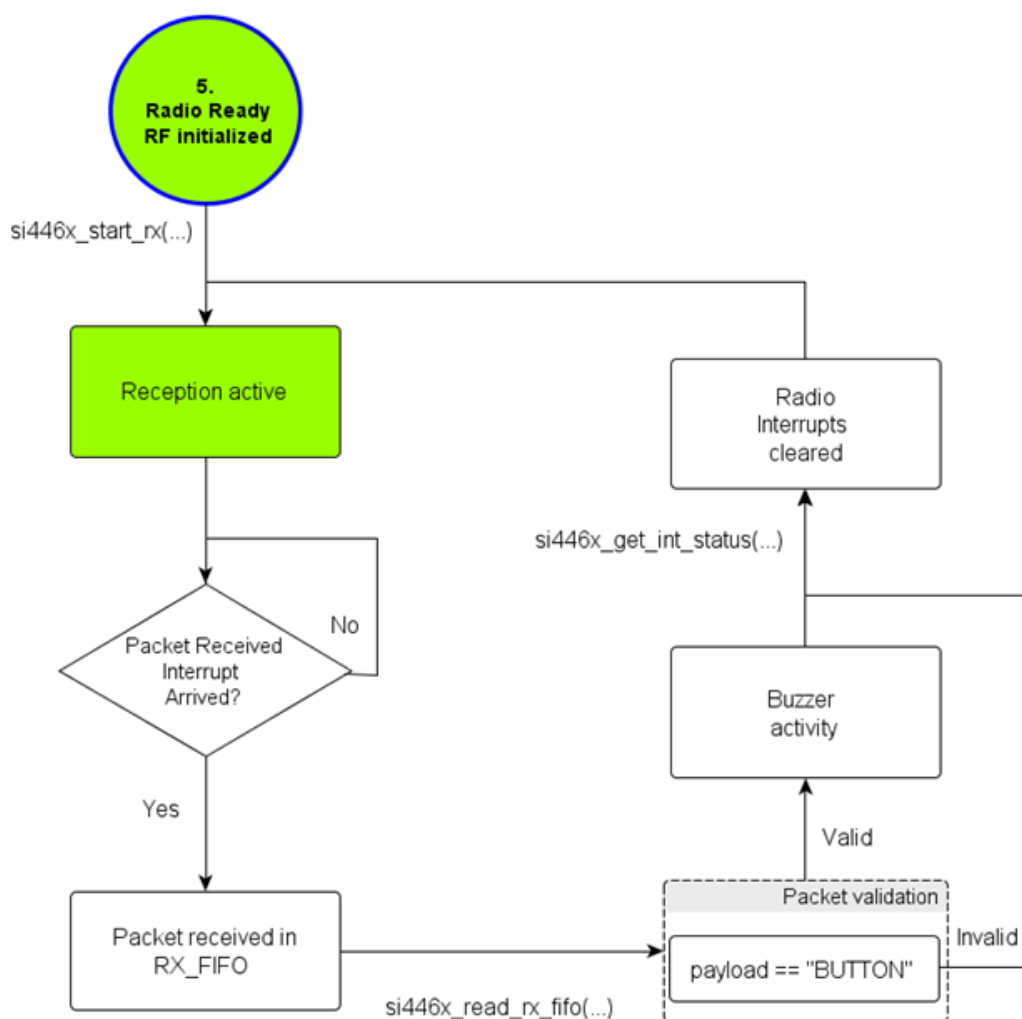 5.
Radio Ready
RF initialized
si446x_start_rx(...)
Reception active
Radio
Interrupts
cleared
si446x_get_int_status(...)
Packet Received
Interrupt
Arrived?
No
Buzzer
activity
Yes
Valid
Packet validation
Packet received in
RX_FIFO
payload == "BUTTON"
Invalid
si446x_read_rx_fifo(...)